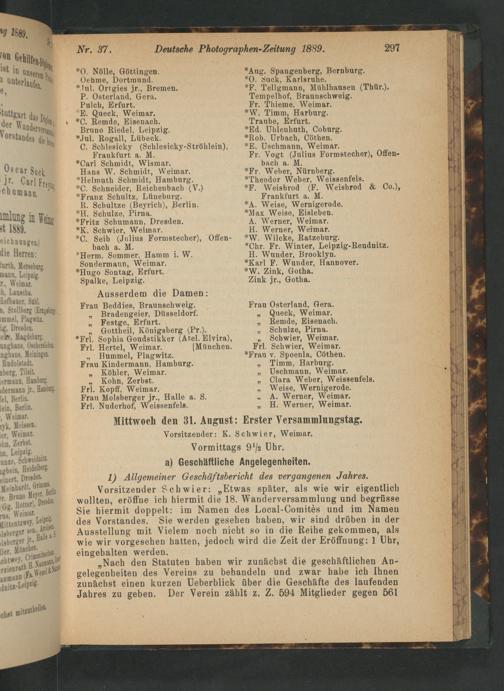 Nr. 37. Deutsche Photographen-Zeitung 1889. 297
*O. Nölle, Göttingen.
Oehme, Dortmund.
*Jul. Ortgies jr., Bremen.
P. Osterland, Gera.
Pulch, Erfurt.
*E. Queck, Weimar.
*C. Remde, Eisenach.
Bruno Riedel, Leipzig.
*Jul. Rogall, Lübeck.
C. Schlesicky (Schlesicky-Ströhlein),
Frankfurt a. M.
*Carl Schmidt, Wismar.
Hans W. Schmidt, Weimar.
*Helmuth Schmidt, Hamburg.
*C. Schneider, Reichenbach (V.)
*Franz Schultz, Lüneburg.
R. Schultze (Beyrich), Berlin.
*H. Schulze, Pirna.
*Fritz Schumann, Dresden.
*K. Schwier, Weimar.
*C. Seib (Julius Formstecher), Offen-
bach a. M.
*Herm. Sommer, Hamm i. W.
Sondermann, Weimar.
*Hugo Sontag, Erfurt.
Spalke, Leipzig.
*Aug. Spangenberg, Bernburg.
*O. Suck, Karlsruhe.
*F. Tellgmann, Mühlhausen (Thür.).
Tempelhof, Braunschweig.
Fr. Thieme, Weimar.
*W. Timm, Harburg.
Traube, Erfurt.
*Ed. Uhlenhuth, Coburg.
*Rob. Urbach, Cöthen.
*E. Uschmann, Weimar.
Fr. Vogt (Julius Formstecher), Offen-
bach a. M.
*Fr. Weber, Nürnberg.
*Theodor Weber, Weissenfels.
*F. Weisbrod (F. Weisbrod & Co.),
Frankfurt a. M.
*A. Weise, Wernigerode.
*Max Weise, Eisleben.
A. Werner, Weimar.
H. Werner, Weimar.
*W. Wilcke, Ratzeburg.
*Chr. Fr. Winter, Leipzig-Reudnitz.
H. Wunder, Brooklyn.
*Karl F. Wunder, Hannover.
*W. Zink, Gotha.
Zink jr., Gotha.
Ausserdem die Damen:
Frau Beddies, Braunschweig.
„ Bradengeier, Düsseldorf.
„ Festge, Erfurt.
„ Gottheil, Königsberg (Pr.).
*Frl. Sophia Goudstikker (Atel. Elvira),
Frl. Hertel, Weimar. [München.
„ Hummel, Plagwitz.
Frau Kindermann, Hamburg.
„ Köhler, Weimar.
„ Kohn, Zerbst.
Frl. Kopff, Weimar.
Frau Molsberger jr., Halle a. S.
Frl. Nuderhof, Weissenfels.
Frau Osterland, Gera.
„ Queck, Weimar.
„ Remde, Eisenach.
„ Schulze, Pirna.
„ Schwier, Weimar.
Frl. Schwier, Weimar.
*Frau v. Spoenla, Cöthen.
„ Timm, Harburg.
„ Uschmann, Weimar.
„ Clara Weber, Weissenfels.
„ Weise, Wernigerode.
„ A. Werner, Weimar.
„ H. Werner, Weimar.
Mittwoch den 31. August: Erster Versammlungstag.
Vorsitzender: K. Schwier, Weimar.
Vormittags 9½ Uhr.
a) Geschäftliche Angelegenheiten.
1) Allgemeiner Geschäftsbericht des vergangenen Jahres.
Vorsitzender Schwier: „Etwas später, als wir eigentlich
wollten, eröffne ich hiermit die 18. Wanderversammlung und begrüsse
Sie hiermit doppelt: im Namen des Local-Comités und im Namen
des Vorstandes. Sie werden gesehen haben, wir sind drüben in der
Ausstellung mit Vielem noch nicht so in die Reihe gekommen, als
wie wir vorgesehen hatten, jedoch wird die Zeit der Eröffnung: 1 Uhr,
eingehalten werden.
„Nach den Statuten haben wir zunächst die geschäftlichen An-
gelegenheiten des Vereins zu behandeln und zwar habe ich Ihnen
zunächst einen kurzen Ueberblick über die Geschäfte des laufenden
Jahres zu geben. Der Verein zählt z. Z. 594 Mitglieder gegen 561